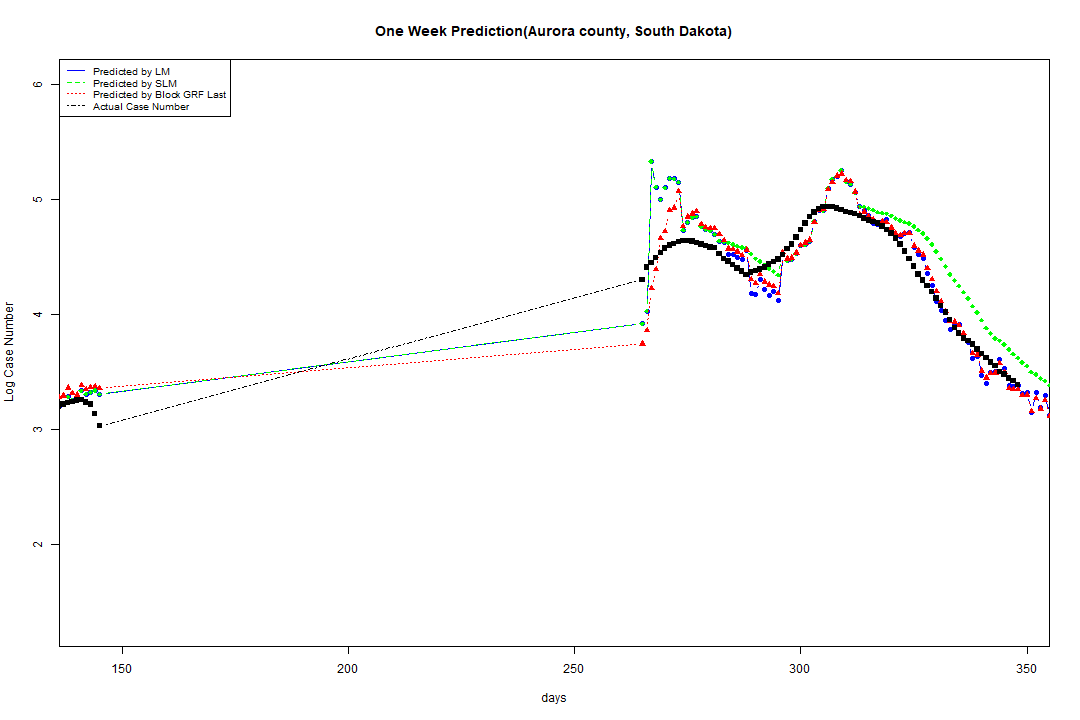 One Week Prediction(Aurora county, South Dakota)
Predicted by LM
Predicted by SLM
Predicted by Block GRF Last
Actual Case Number
6
5
4
3
2
Log Case Number
150
200
250
300
350
days